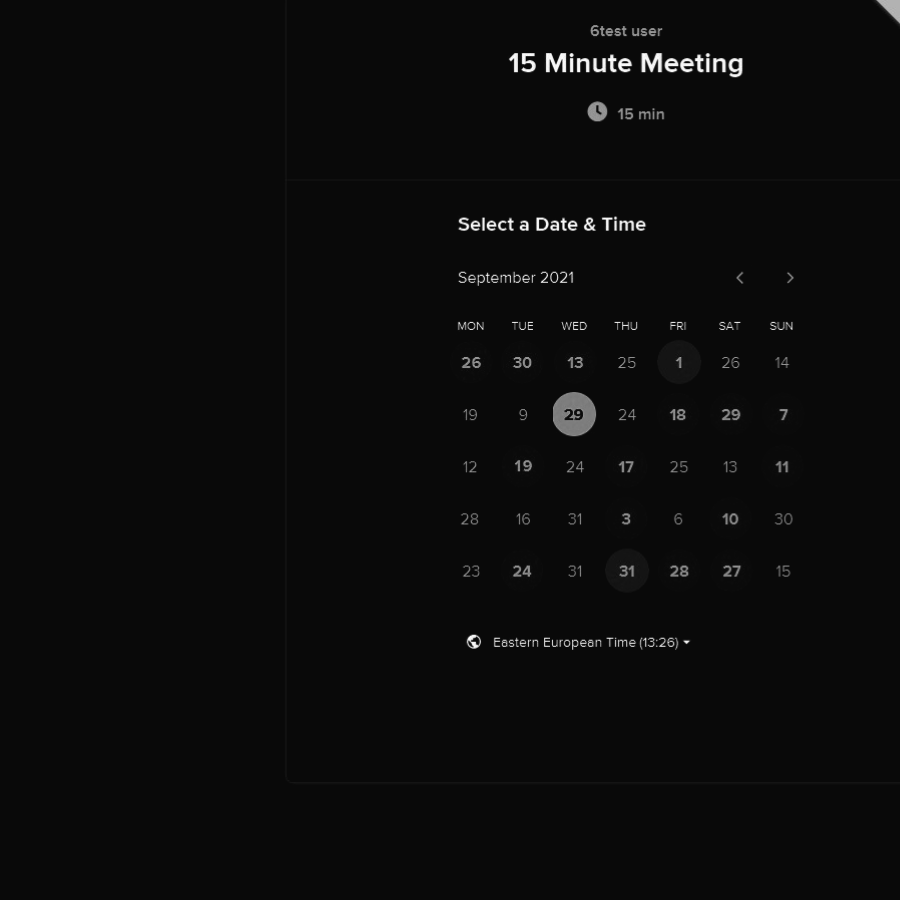 6test user
15 Minute Meeting
15 min
Select a Date & Time
September 2021
MON TUE WED THU FRI SAT SUN
26 30 13 25 1 26 14
19 9 29 24 18 29 7
12 19 24 17 25 13 11
28 16 31 3 6 10 30
23 24 31 31 28 27 15
Eastern European Time (13:26)